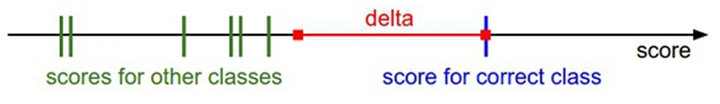 delta
score
scores for other classes
score for correct class